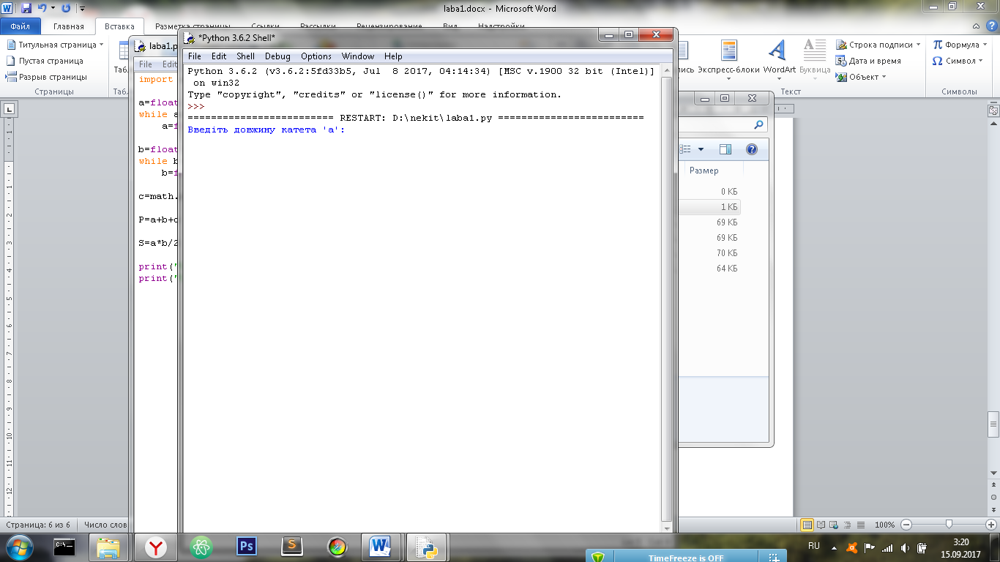 laba1.docx - Microsoft Word
Файл Главная Вставка Разметка страницы Ссылки Рассылки Рецензирование Вид Надстройки
Титульная страница
Пустая страница
Разрыв страницы
Страницы
Строка подписи
Дата и время
Объект
Экспресс-блоки WordArt Буквица
Текст
Формула
Символ
Символы
laba1.p
File Edit
import
a=float
while a
a=f
b=float
while b
b=f
c=math.
P=a+b+c
S=a*b/2
print("
print("
*Python 3.6.2 Shell*
File Edit Shell Debug Options Window Help
Python 3.6.2 (v3.6.2:5fd33b5, Jul  8 2017, 04:14:34) [MSC v.1900 32 bit (Intel)]
on win32
Type "copyright", "credits" or "license()" for more information.
>>>
========================= RESTART: D:\nekit\laba1.py =========================
Введіть довжину катета 'а':
Размер
0 КБ
1 КБ
69 КБ
69 КБ
70 КБ
64 КБ
Страница: 6 из 6 Число слов
100%
C:\
Y
Ps
S
W
RU
3:20
15.09.2017
TimeFreeze is OFF